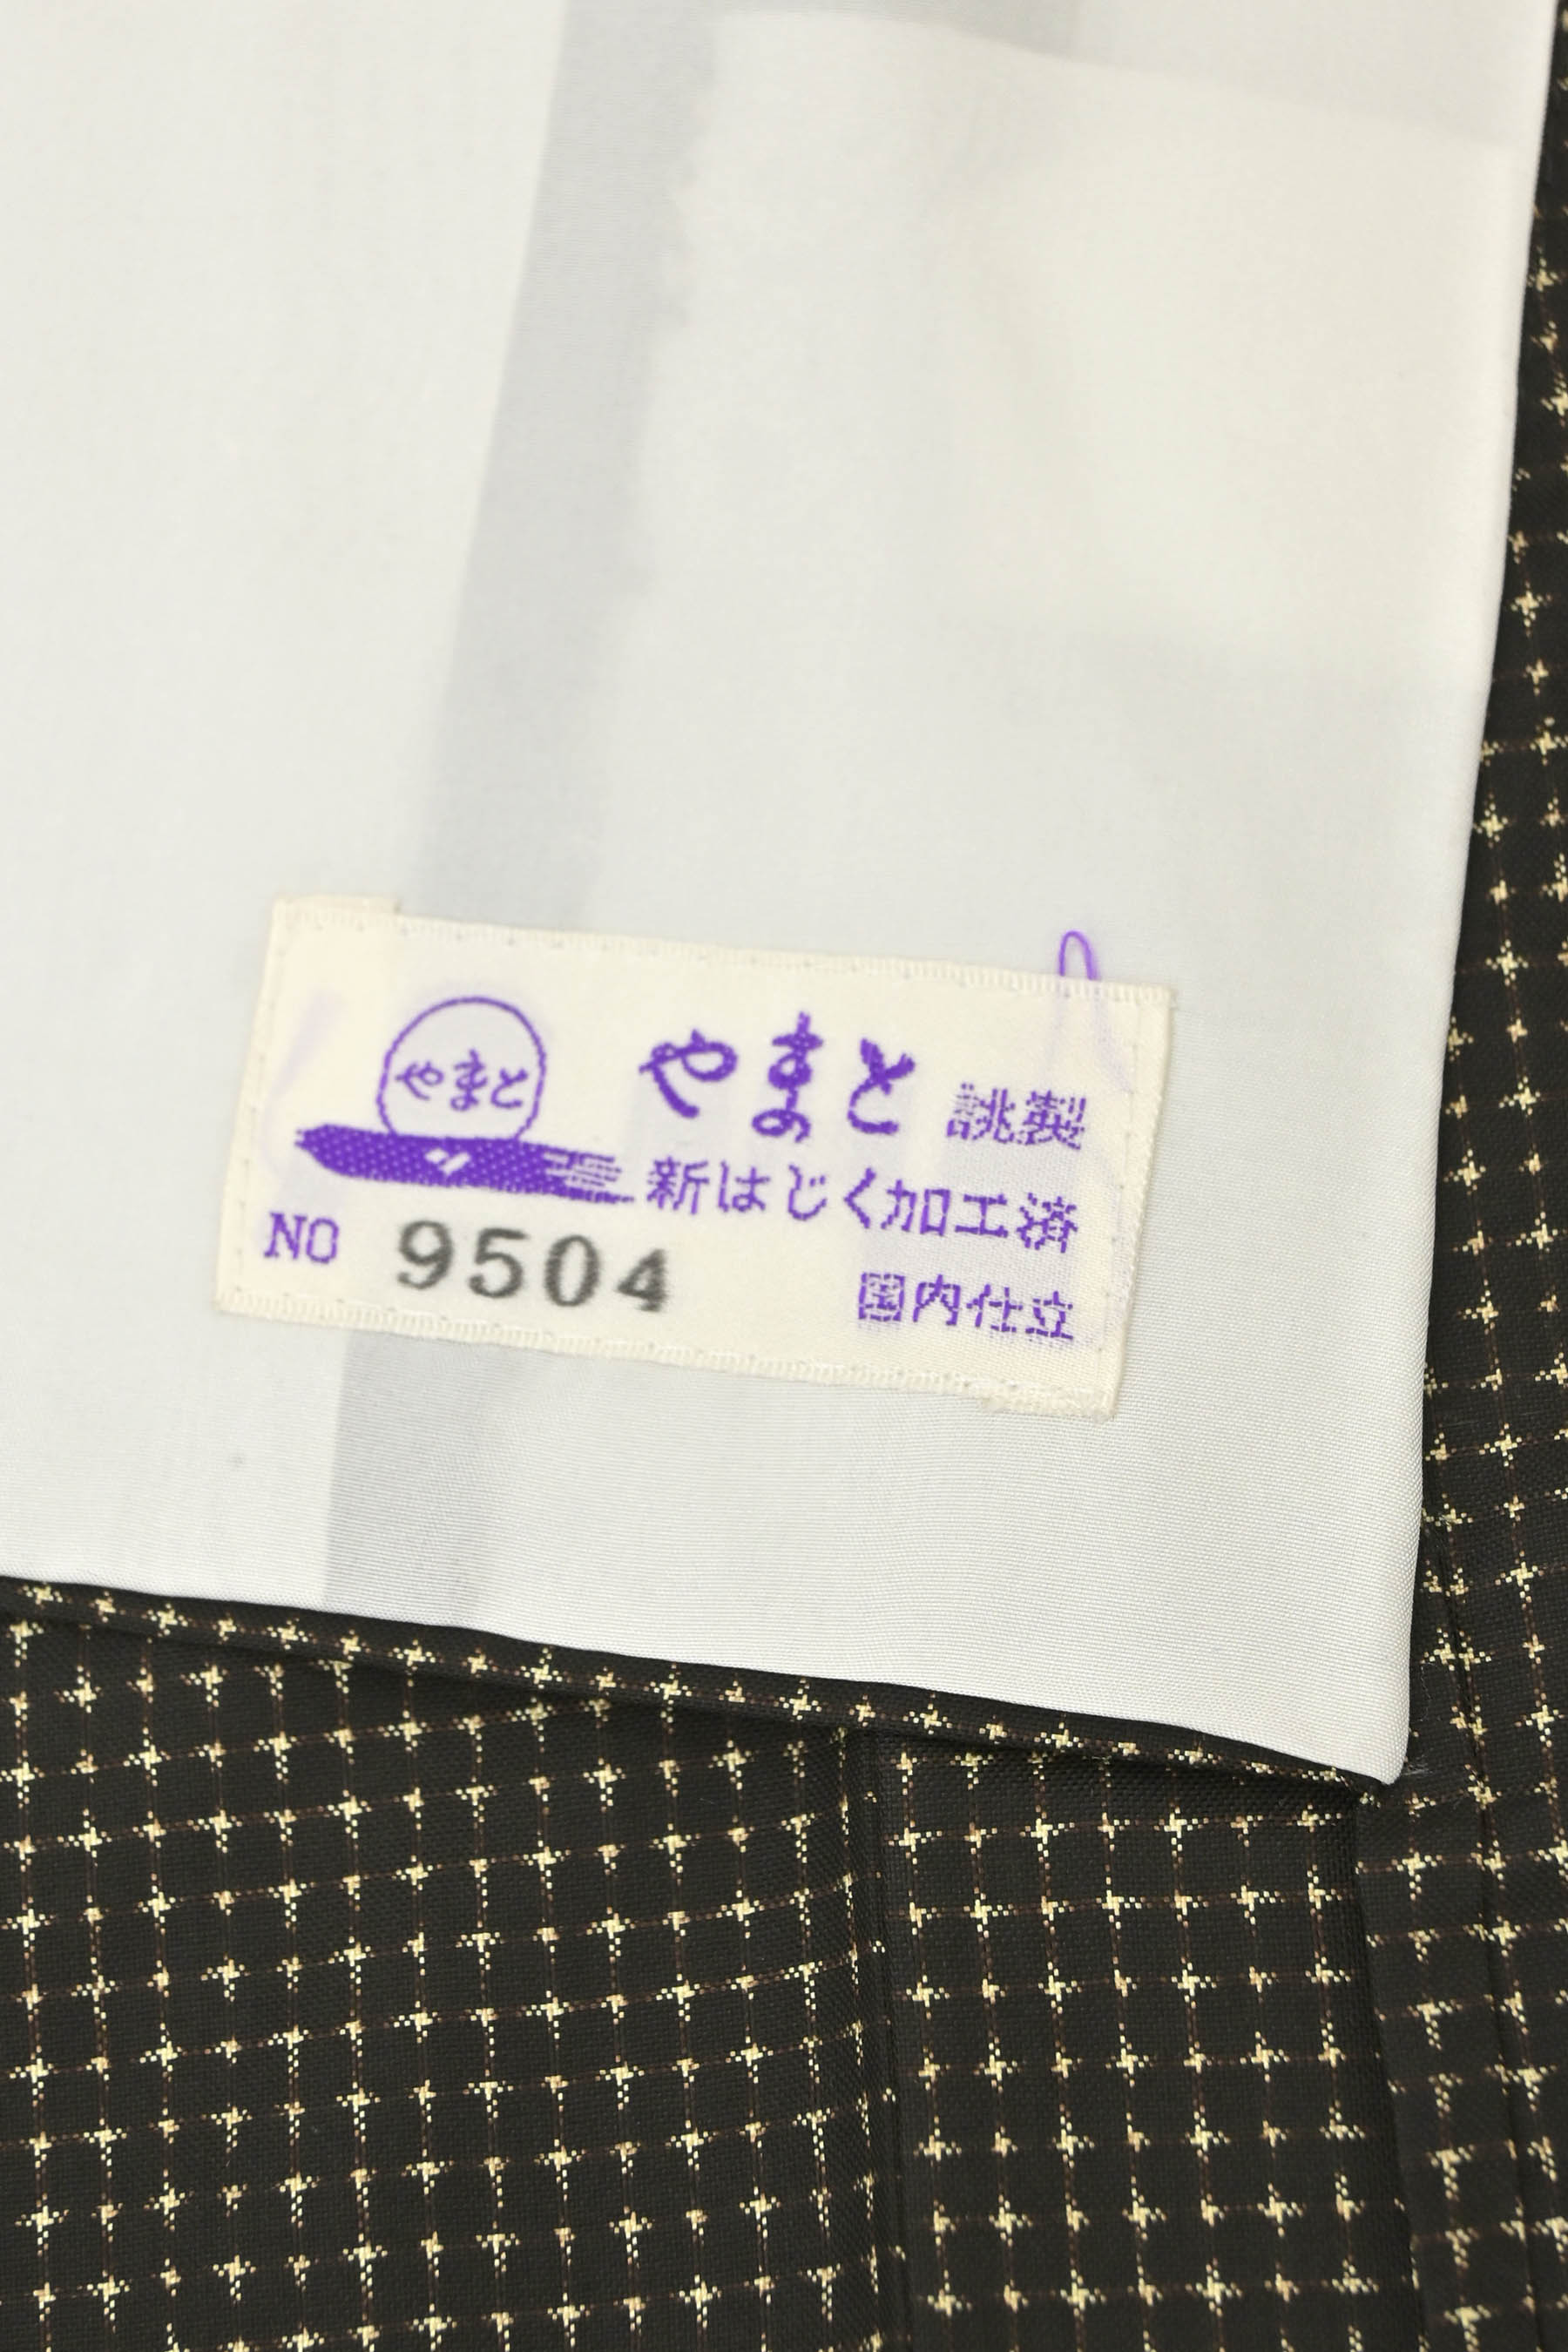 やまと
やまと 誂製
新はじく加工済
NO 9504
国内仕立